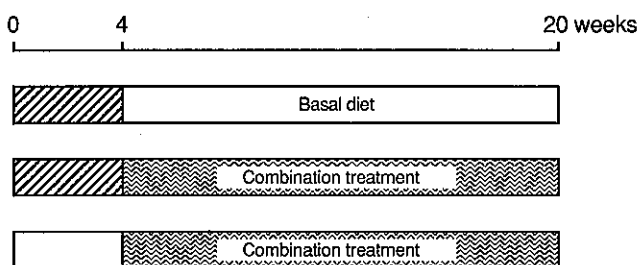 0 4 20 weeks
Basal diet
Combination treatment
Combination treatment